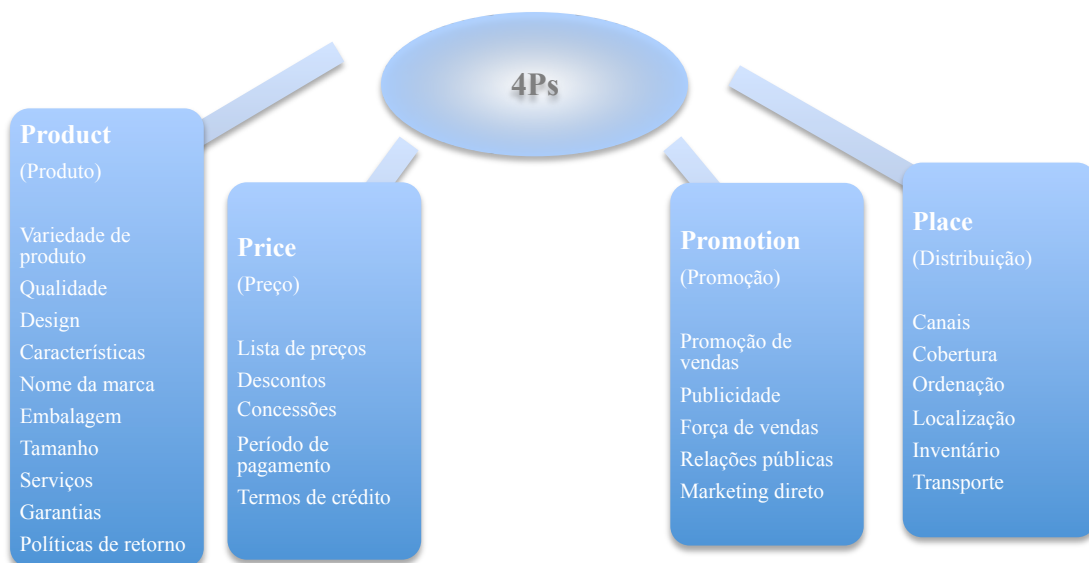 4Ps
Product
(Produto)
Variedade de
produto
Qualidade
Design
Características
Nome da marca
Embalagem
Tamanho
Serviços
Garantias
Políticas de retorno
Price
(Preço)
Lista de preços
Descontos
Concessões
Período de
pagamento
Termos de crédito
Promotion
(Promoção)
Promoção de
vendas
Publicidade
Força de vendas
Relações públicas
Marketing direto
Place
(Distribuição)
Canais
Cobertura
Ordenação
Localização
Inventário
Transporte